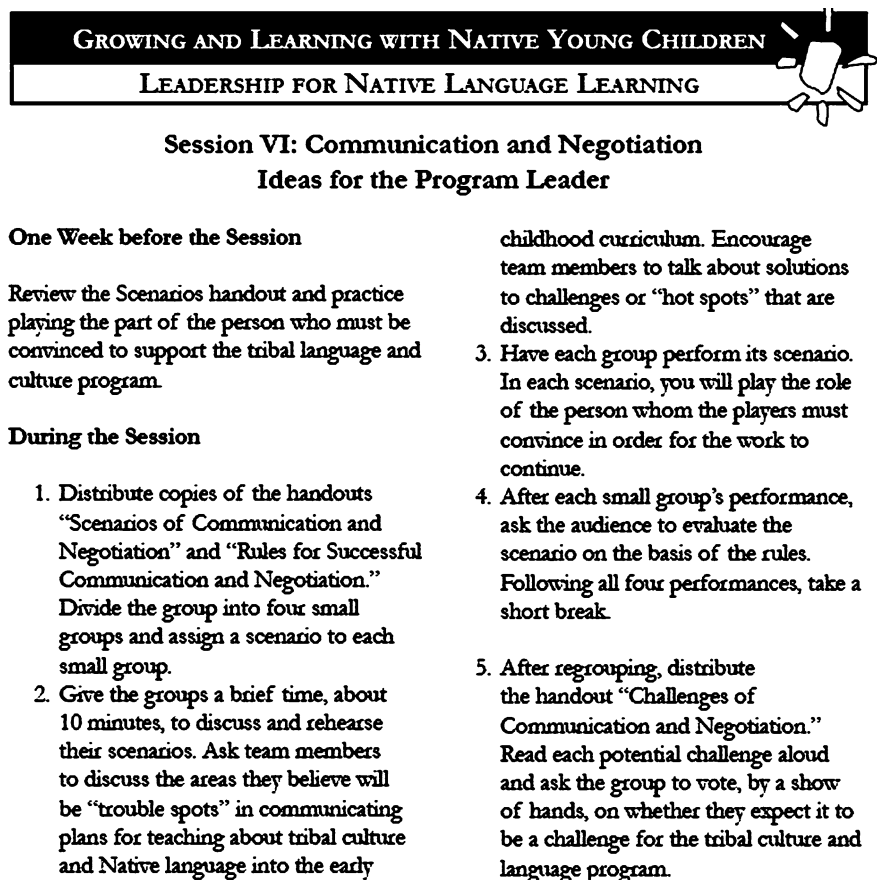 GROWING AND LEARNING WITH NATIVE YOUNG CHILDREN
LEADERSHIP FOR NATIVE LANGUAGE LEARNING
Session VI: Communication and Negotiation
Ideas for the Program Leader
One Week before the Session
Review the Scenarios handout and practice
playing the part of the person who must be
convinced to support the tribal language and
culture program.
During the Session
1. Distribute copies of the handouts
“Scenarios of Communication and
Negotiation” and “Rules for Successful
Communication and Negotiation.”
Divide the group into four small
groups and assign a scenario to each
small group.
2. Give the groups a brief time, about
10 minutes, to discuss and rehearse
their scenarios. Ask team members
to discuss the areas they believe will
be “trouble spots” in communicating
plans for teaching about tribal culture
and Native language into the early
childhood curriculum. Encourage
team members to talk about solutions
to challenges or “hot spots” that are
discussed.
3. Have each group perform its scenario.
In each scenario, you will play the role
of the person whom the players must
convince in order for the work to
continue.
4. After each small group’s performance,
ask the audience to evaluate the
scenario on the basis of the rules.
Following all four performances, take a
short break.
5. After regrouping, distribute
the handout “Challenges of
Communication and Negotiation.”
Read each potential challenge aloud
and ask the group to vote, by a show
of hands, on whether they expect it to
be a challenge for the tribal culture and
language program.